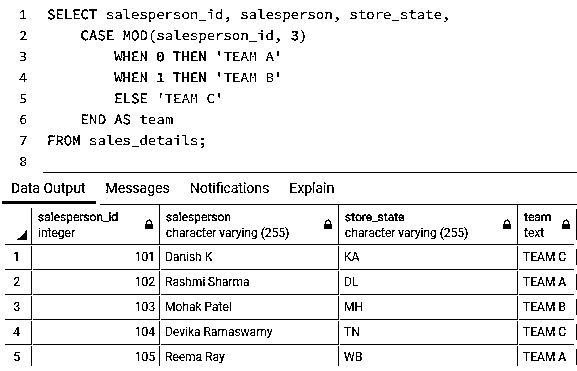 1 SELECT salesperson_id, salesperson, store_state,
2 CASE MOD(salesperson_id, 3)
3 WHEN 0 THEN 'TEAM A'
4 WHEN 1 THEN 'TEAM B'
5 ELSE 'TEAM C'
6 END AS team
7 FROM sales_details;
8
Data Output Messages Notifications Explain
salesperson_id salesperson store_state team
integer character varying (255) character varying (255) text
1 101 Danish K KA TEAM C
2 102 Rashmi Sharma DL TEAM A
3 103 Mohak Patel MH TEAM B
4 104 Devika Ramaswamy TN TEAM C
5 105 Reema Ray WB TEAM A